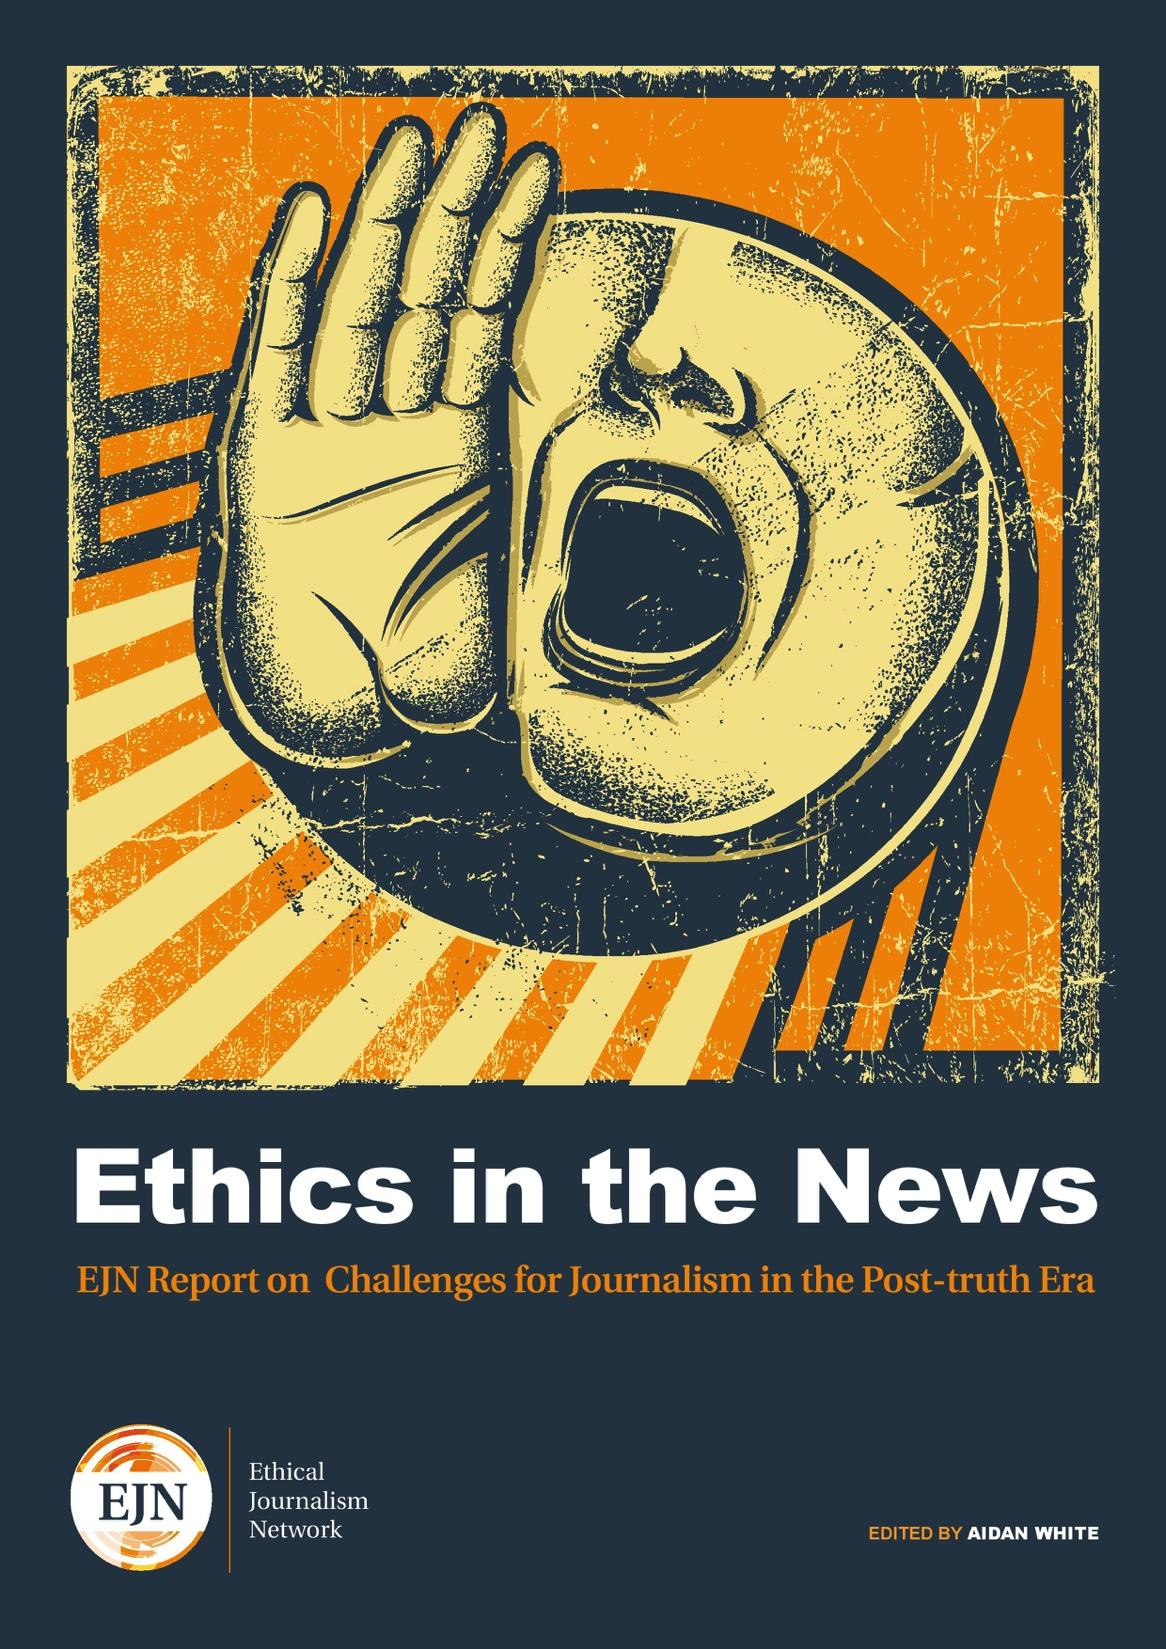 Ethics in the News
EJN Report on Challenges for Journalism in the Post-truth Era
EJN
Ethical
Journalism
Network
EDITED BY AIDAN WHITE